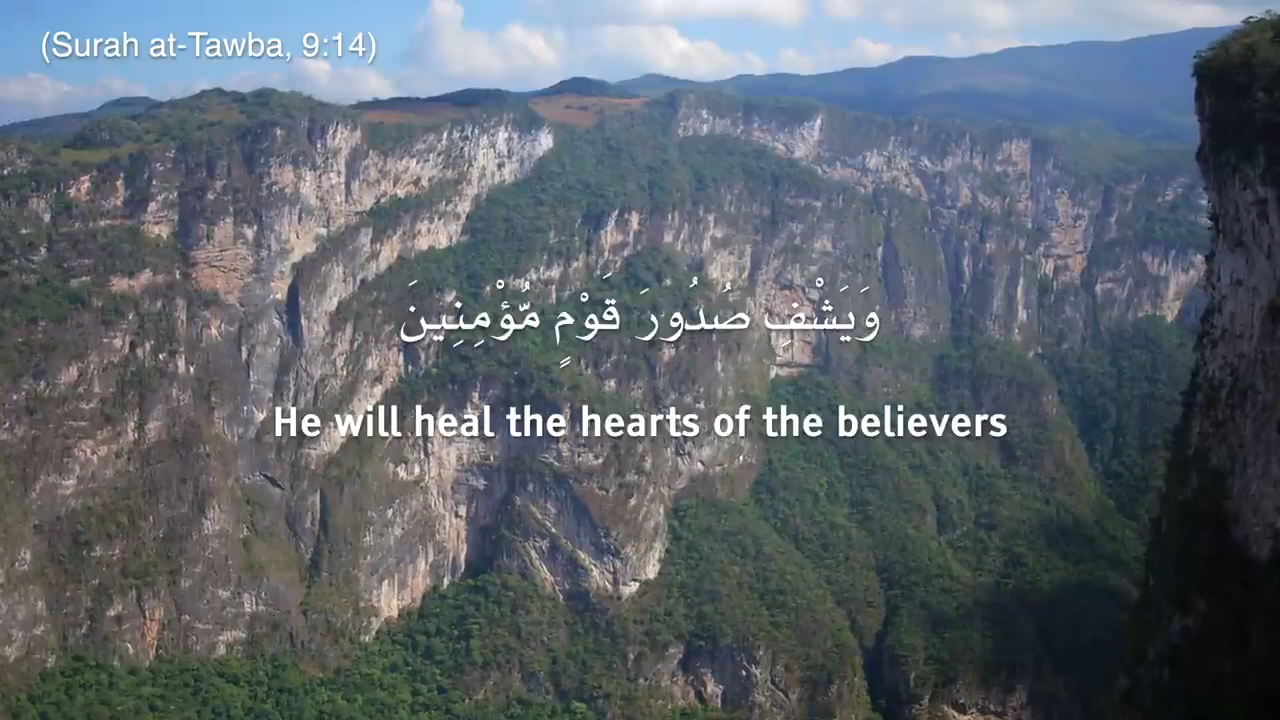 (Surah at-Tawba, 9:14)
وَيَشْفِ صُدُورَ قَوْمٍ مُّؤْمِنِينَ
He will heal the hearts of the believers